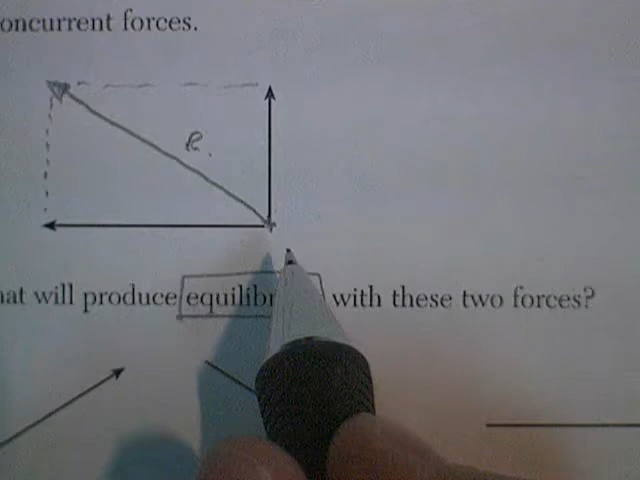 oncurrent forces.
R.
hat will produce equilibr with these two forces?